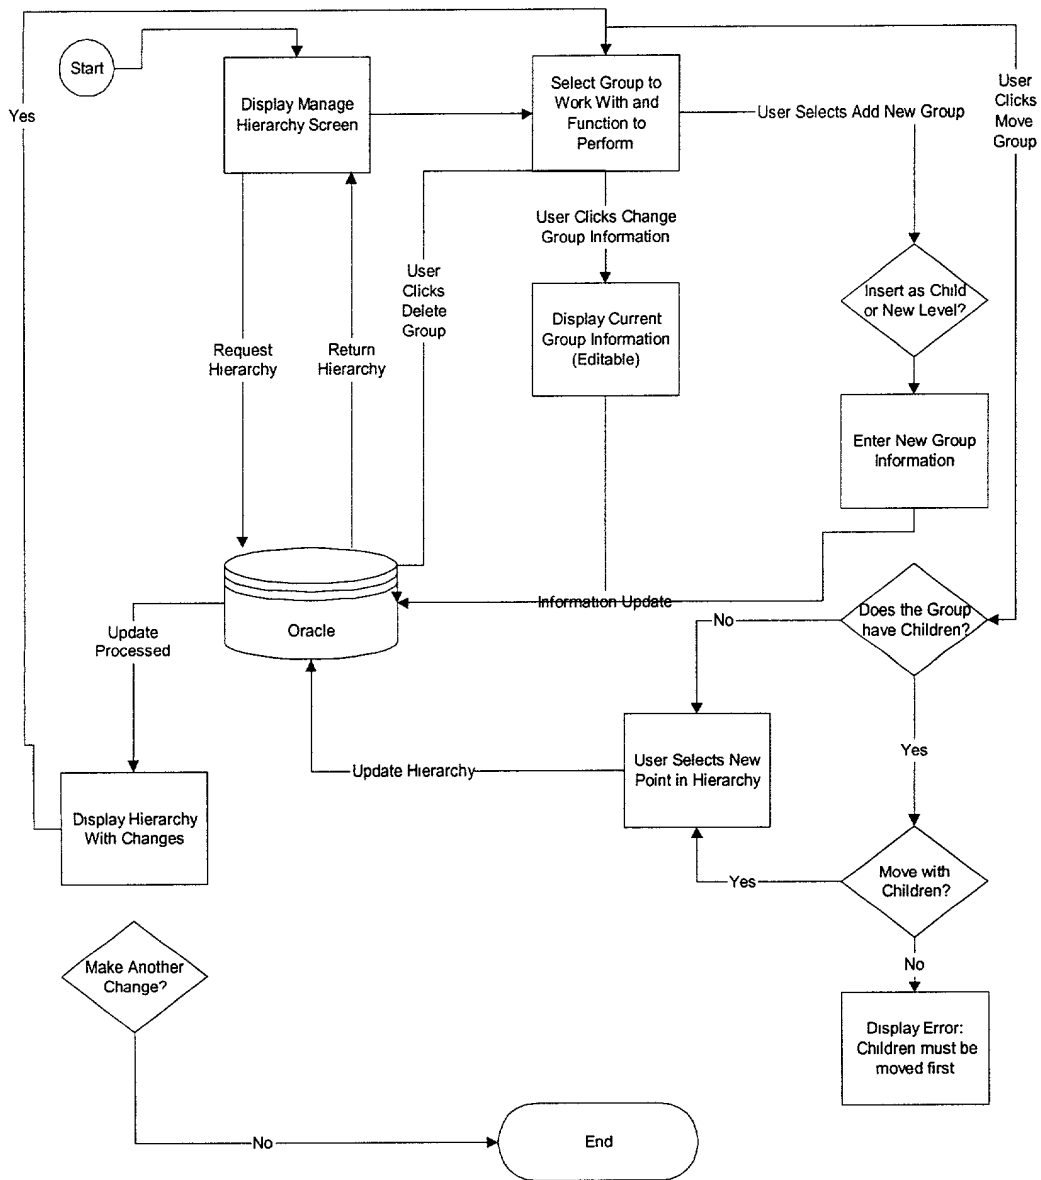 Start
Yes
Display Manage
Hierarchy Screen
Select Group to
Work With and
Function to
Perform
User Selects Add New Group
User
Clicks
Move
Group
User Clicks Change
Group Information
User
Clicks
Delete
Group
Insert as Child
or New Level?
Display Current
Group Information
(Editable)
Request
Hierarchy
Return
Hierarchy
Enter New Group
Information
Information Update
Oracle
Does the Group
have Children?
No
Update
Processed
Yes
User Selects New
Point in Hierarchy
Update Hierarchy
Display Hierarchy
With Changes
Move with
Children?
Yes
No
Make Another
Change?
Display Error:
Children must be
moved first
No
End